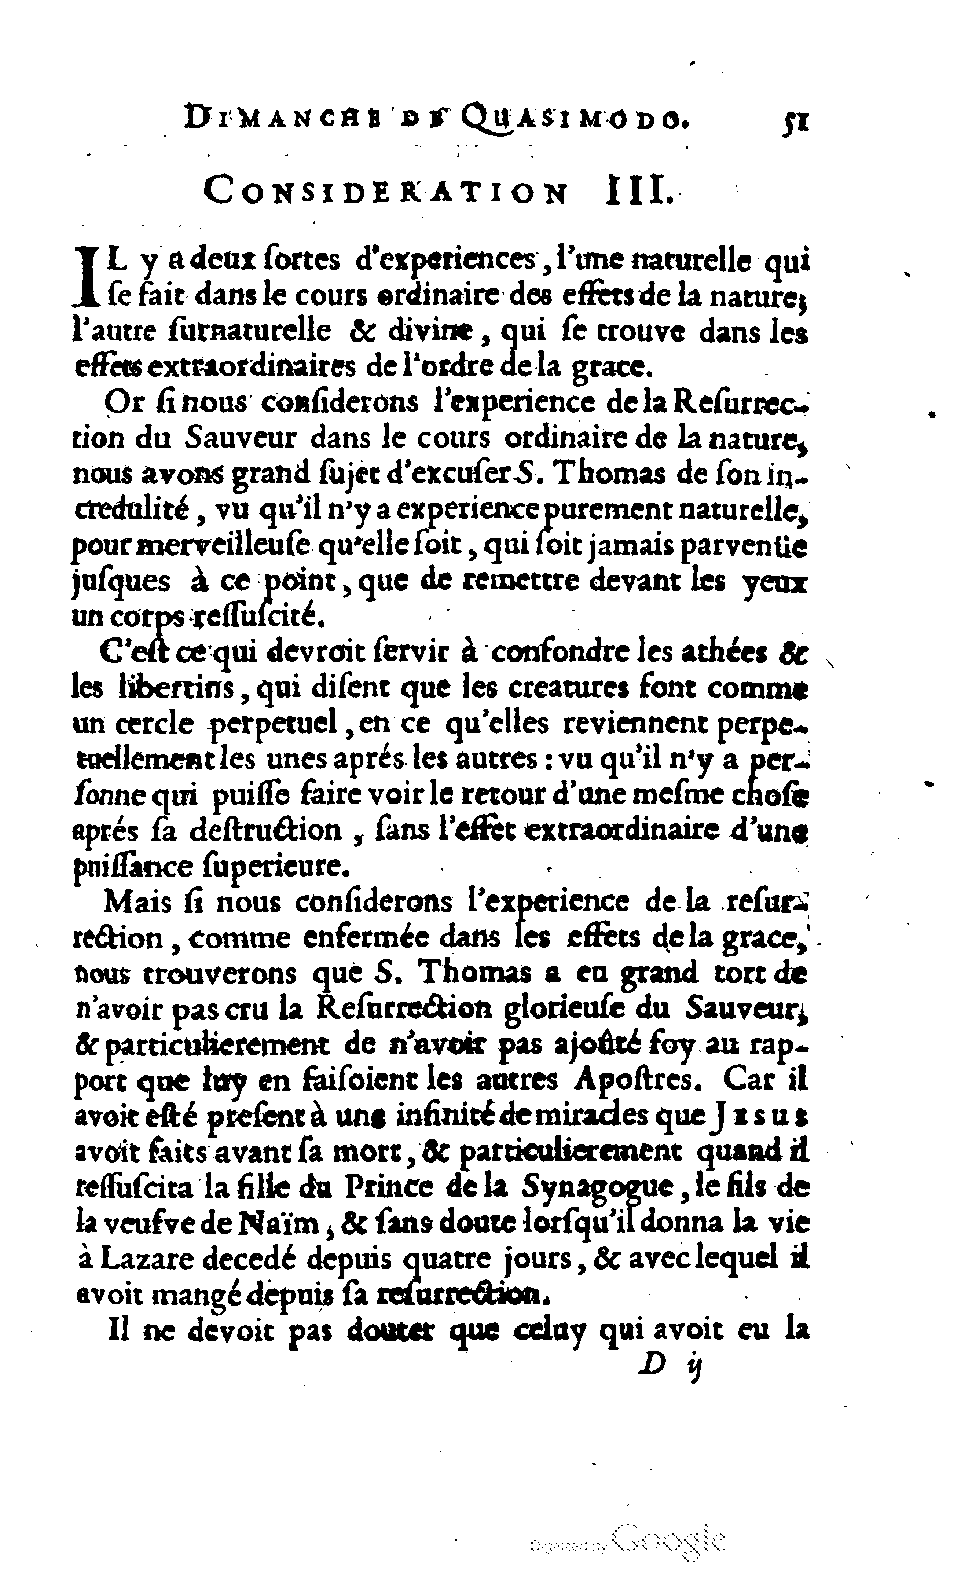 DIMANCHE DE QUASIMODO. 51
CONSIDERATION III.
IL y a deux ſortes d'experiences, l'une naturelle qui
ſe fait dans le cours ordinaire des effets de la nature;
l'autre ſurnaturelle & divine, qui ſe trouve dans les
effets extraordinaires de l'ordre de la grace.
Or ſi nous conſiderons l'experience de la Reſurrec-
tion du Sauveur dans le cours ordinaire de la nature,
nous avons grand ſujet d'excuſer S. Thomas de ſon in-
credulité, vu qu'il n'y a experience purement naturelle,
pour merveilleuſe qu'elle ſoit, qui ſoit jamais parvenuë
juſques à ce point, que de remettre devant les yeux
un corps reſſuſcité.
C'eſt ce qui devroit ſervir à confondre les athées &
les libertins, qui diſent que les creatures ſont comme
un cercle perpetuel, en ce qu'elles reviennent perpe-
tuellement les unes aprés les autres : vu qu'il n'y a per-
ſonne qui puiſſe faire voir le retour d'une meſme choſe
aprés ſa deſtruction, ſans l'effet extraordinaire d'une
puiſſance ſuperieure.
Mais ſi nous conſiderons l'experience de la reſur-
rection, comme enfermée dans les effets de la grace,
nous trouverons que S. Thomas a eu grand tort de
n'avoir pas cru la Reſurrection glorieuſe du Sauveur,
& particulierement de n'avoir pas ajoûté foy au rap-
port que luy en faiſoient les autres Apoſtres. Car il
avoit eſté preſent à une infinité de miracles que JESUS
avoit faits avant ſa mort, & particulierement quand il
reſſuſcita la fille du Prince de la Synagogue, le fils de
la veufve de Naïm, & ſans doute lorſqu'il donna la vie
à Lazare decedé depuis quatre jours, & avec lequel il
avoit mangé depuis ſa reſurrection.
Il ne devoit pas douter que celuy qui avoit eu la
D ij
Digitized by Google